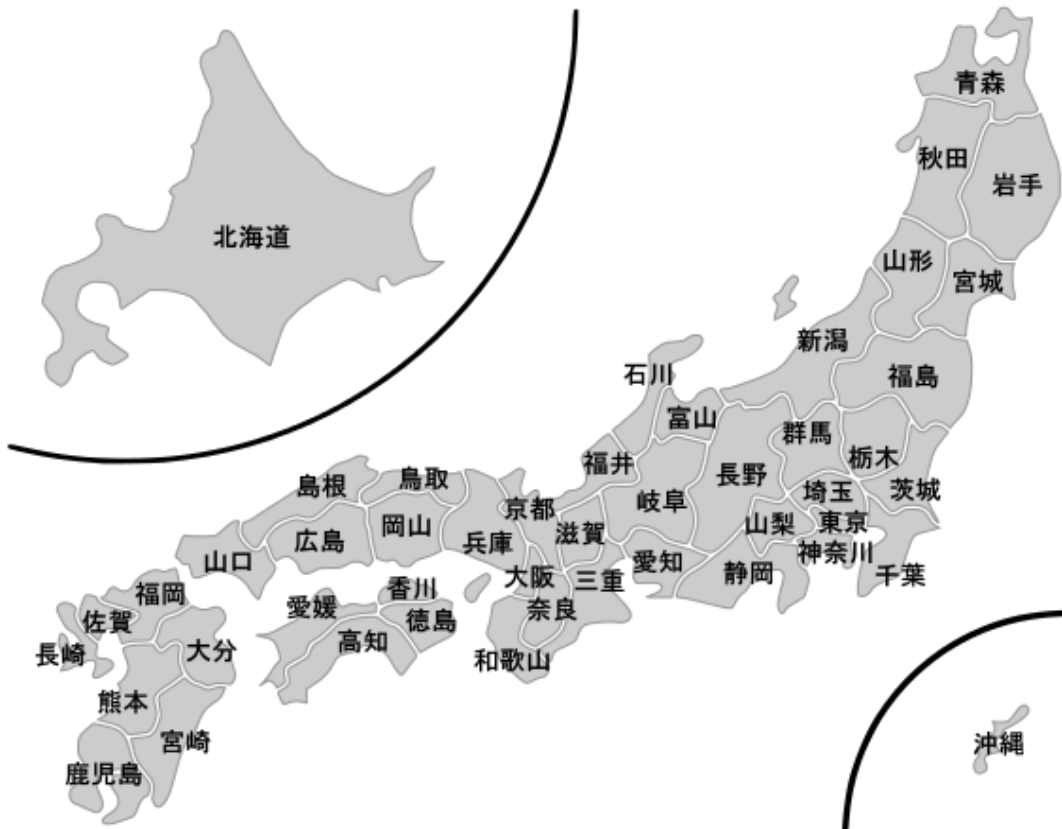 青森
秋田
岩手
北海道
山形
宮城
新潟
石川
福島
富山
群馬
福井
栃木
長野
島根
鳥取
茨城
埼玉
岐阜
京都
岡山
山梨
東京
滋賀
広島
兵庫
神奈川
山口
愛知
静岡
千葉
大阪
三重
香川
福岡
愛媛
奈良
佐賀
徳島
高知
大分
長崎
和歌山
熊本
宮崎
沖縄
鹿児島